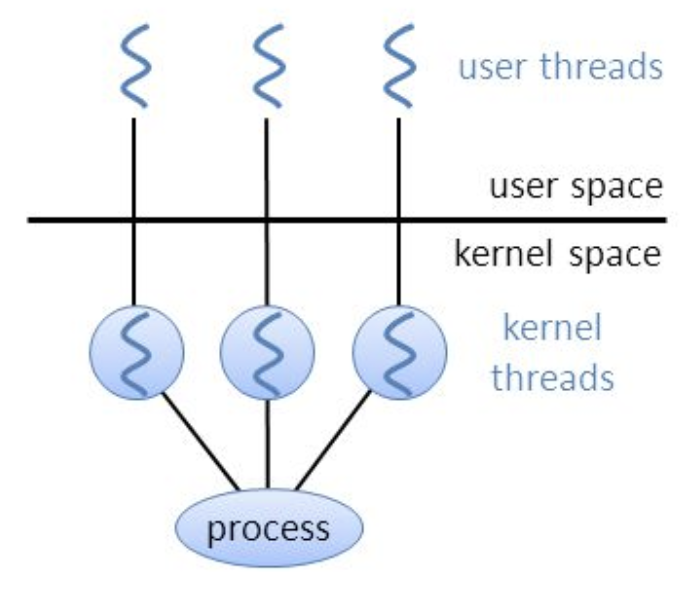 user threads
user space
kernel space
kernel
threads
process